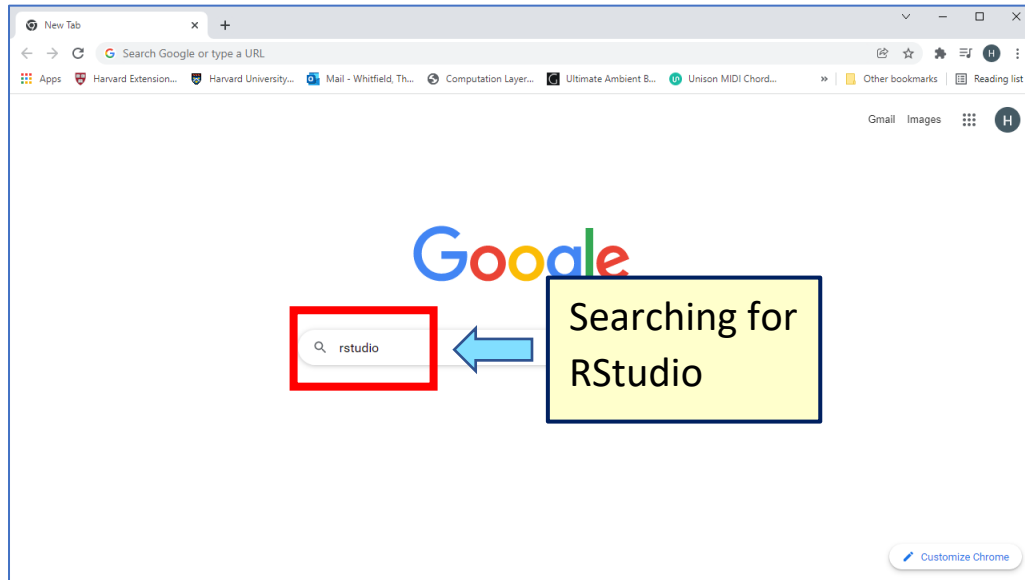 New Tab
Search Google or type a URL
Apps Harvard Extension... Harvard University... Mail - Whitfield, Th... Computation Layer... Ultimate Ambient B... Unison MIDI Chord... » Other bookmarks Reading list
H
Gmail Images H
Google
rstudio
Searching for
RStudio
Customize Chrome